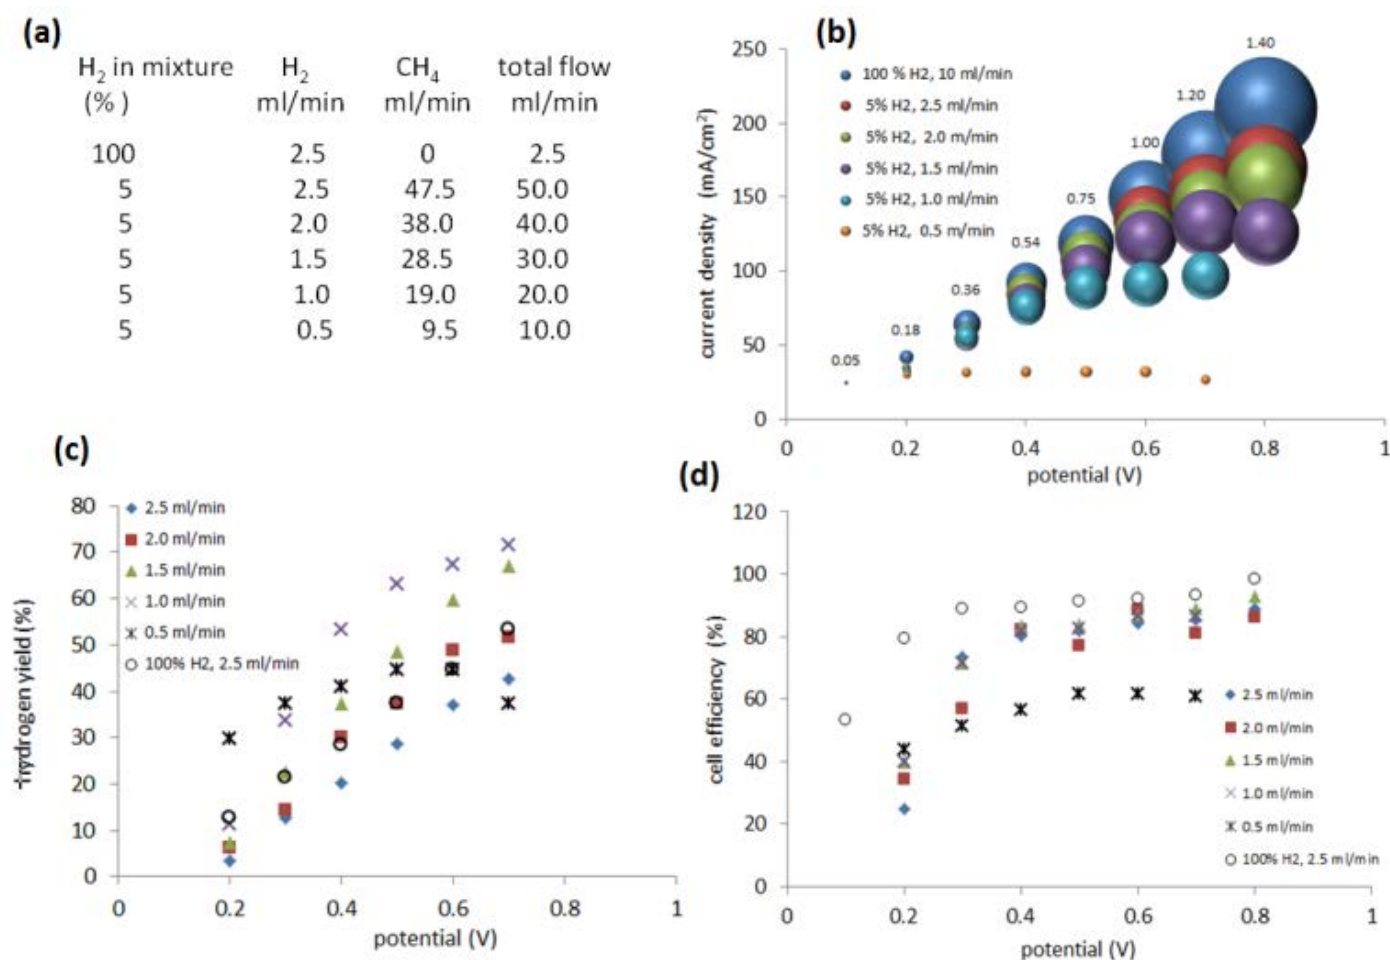 (a)
H2 in mixture H2 CH4 total flow
(%) ml/min ml/min ml/min
100 2.5 0 2.5
5 2.5 47.5 50.0
5 2.0 38.0 40.0
5 1.5 28.5 30.0
5 1.0 19.0 20.0
5 0.5 9.5 10.0
(b)
250
200
150
100
50
0
current density (mA/cm²)
100 % H2, 10 ml/min
5% H2, 2.5 ml/min
5% H2, 2.0 m/min
5% H2, 1.5 ml/min
5% H2, 1.0 ml/min
5% H2, 0.5 m/min
0.05
0.18
0.36
0.54
0.75
1.00
1.20
1.40
0 0.2 0.4 0.6 0.8 1
potential (V)
(c)
80
70
60
50
40
30
20
10
0
hydrogen yield (%)
2.5 ml/min
2.0 ml/min
1.5 ml/min
1.0 ml/min
0.5 ml/min
100% H2, 2.5 ml/min
0 0.2 0.4 0.6 0.8 1
potential (V)
(d)
120
100
80
60
40
20
0
cell efficiency (%)
2.5 ml/min
2.0 ml/min
1.5 ml/min
1.0 ml/min
0.5 ml/min
100% H2, 2.5 ml/min
0 0.2 0.4 0.6 0.8 1
potential (V)